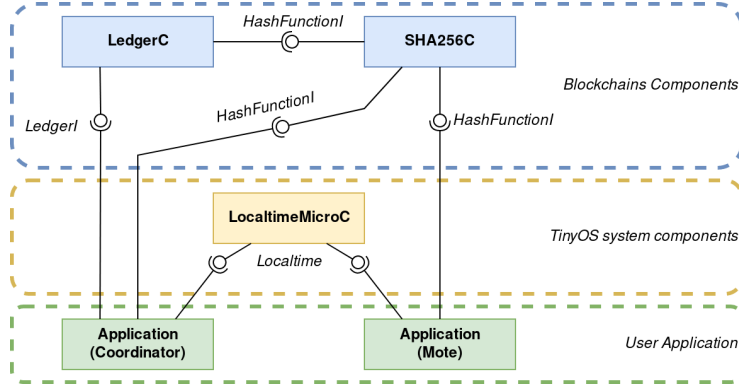 HashFunctionI
LedgerC
SHA256C
Blockchains Components
HashFunctionI
LedgerI
HashFunctionI
LocaltimeMicroC
TinyOS system components
Localtime
Application
(Coordinator)
Application
(Mote)
User Application